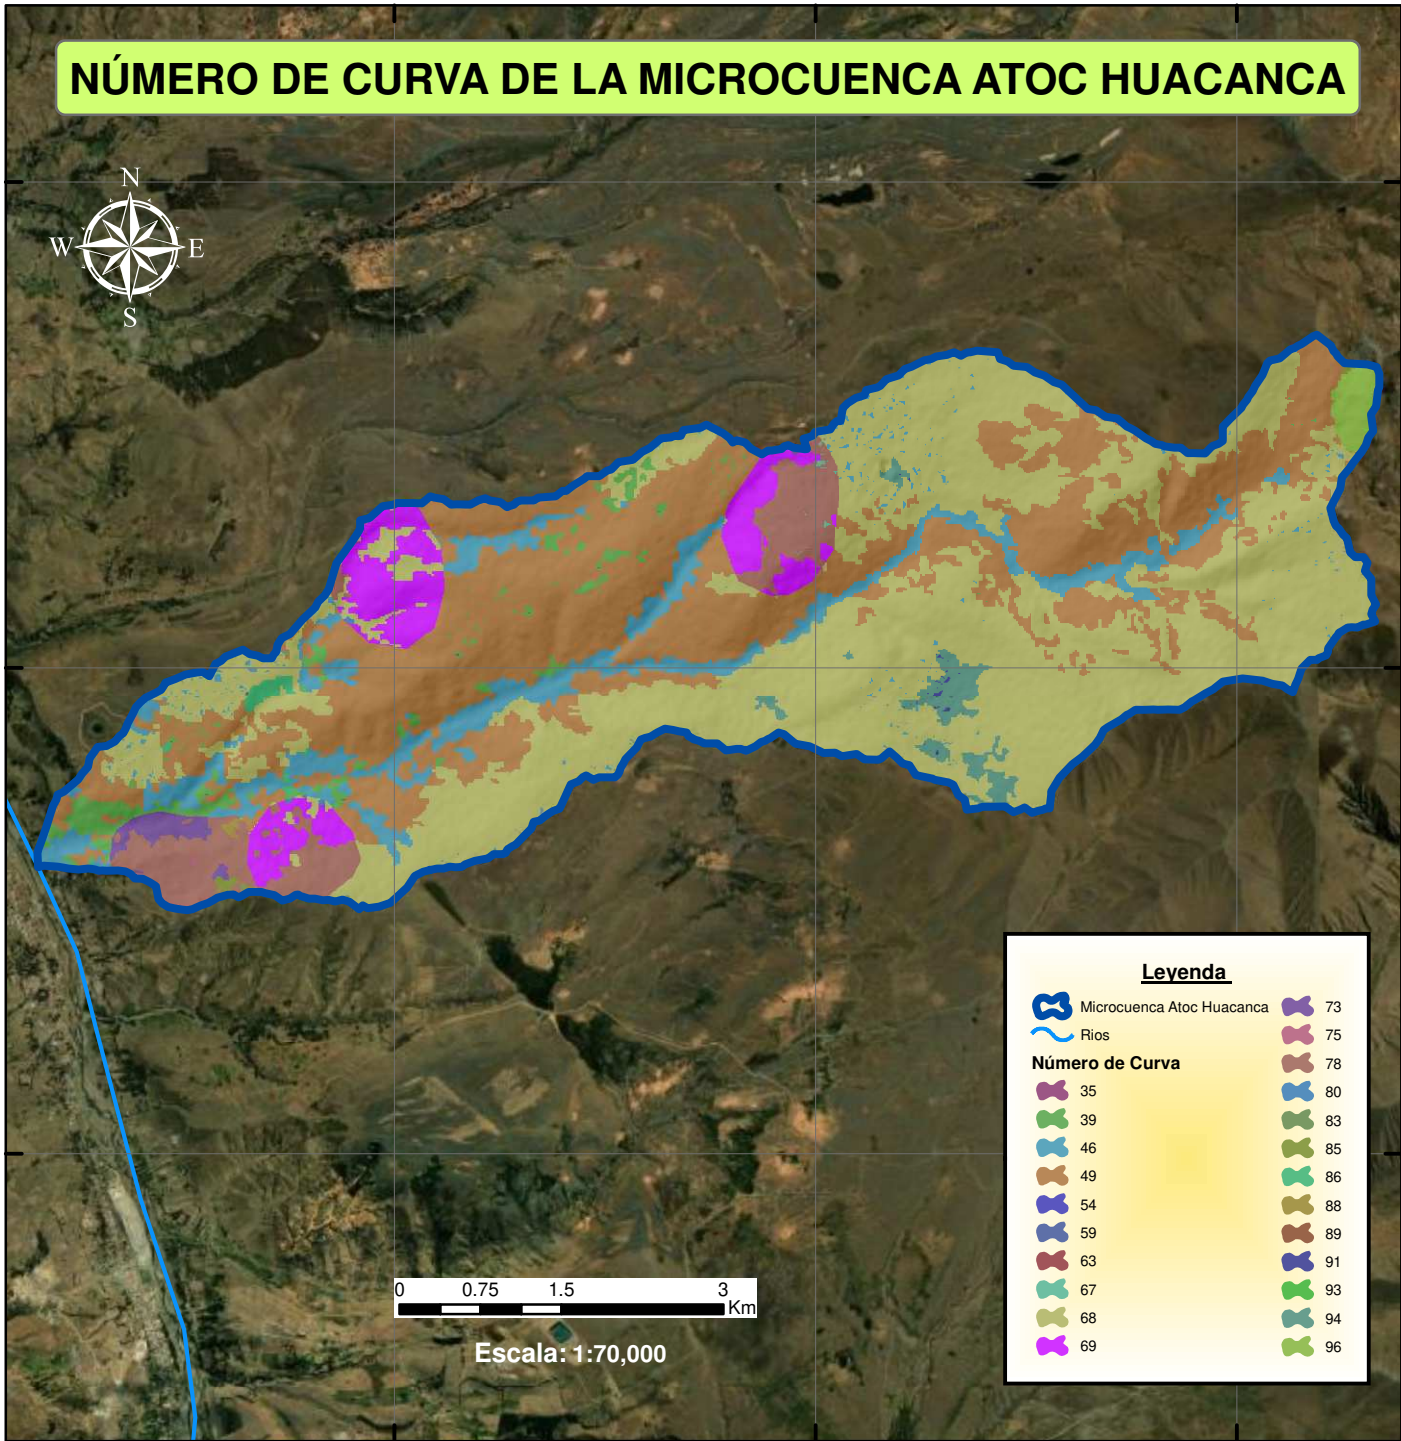 NÚMERO DE CURVA DE LA MICROCUENCA ATOC HUACANCA
N
W E
S
Leyenda
Microcuenca Atoc Huacanca
Rios
Número de Curva
35
39
46
49
54
59
63
67
68
69
73
75
78
80
83
85
86
88
89
91
93
94
96
0 0.75 1.5 3
Km
Escala: 1:70,000